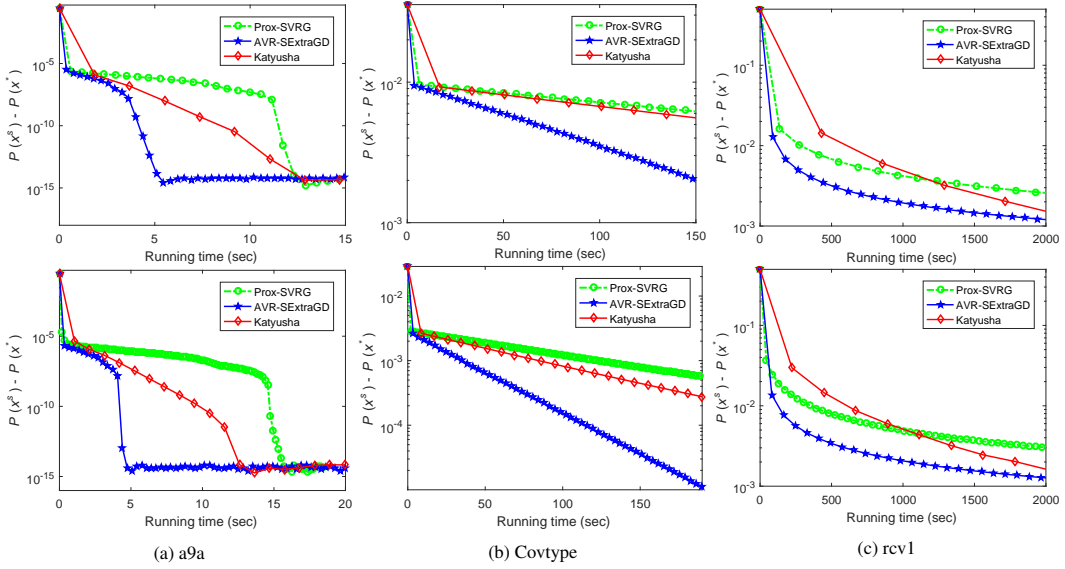 P (x^s) - P (x^*)
10^-5
10^-10
10^-15
0 5 10 15
Running time (sec)
Prox-SVRG
AVR-SExtraGD
Katyusha
P (x^s) - P (x^*)
10^-2
10^-3
0 50 100 150
Running time (sec)
Prox-SVRG
AVR-SExtraGD
Katyusha
P (x^s) - P (x^*)
10^-1
10^-2
10^-3
0 500 1000 1500 2000
Running time (sec)
Prox-SVRG
AVR-SExtraGD
Katyusha
P (x^s) - P (x^*)
10^-5
10^-10
10^-15
0 5 10 15 20
Running time (sec)
Prox-SVRG
AVR-SExtraGD
Katyusha
P (x^s) - P (x^*)
10^-2
10^-3
10^-4
0 50 100 150
Running time (sec)
Prox-SVRG
AVR-SExtraGD
Katyusha
P (x^s) - P (x^*)
10^-1
10^-2
10^-3
0 500 1000 1500 2000
Running time (sec)
Prox-SVRG
AVR-SExtraGD
Katyusha
(a) a9a
(b) Covtype
(c) rcv1